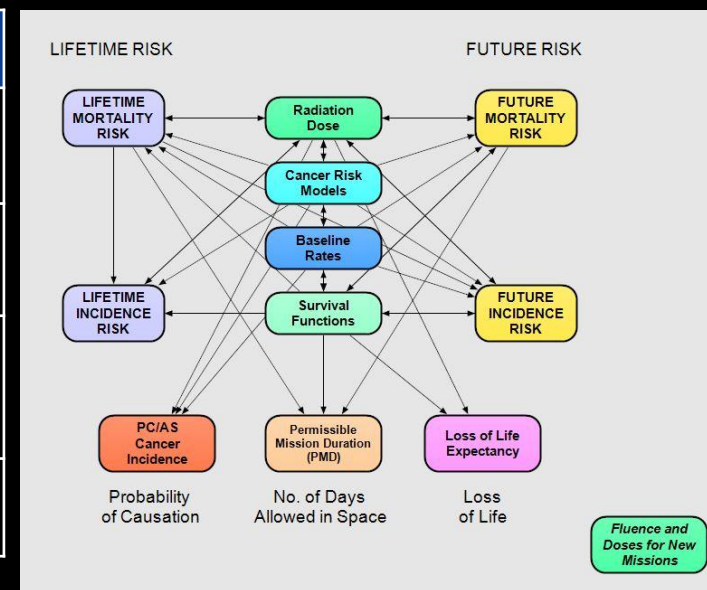 LIFETIME RISK
FUTURE RISK
LIFETIME
MORTALITY
RISK
Radiation
Dose
FUTURE
MORTALITY
RISK
Cancer Risk
Models
Baseline
Rates
LIFETIME
INCIDENCE
RISK
Survival
Functions
FUTURE
INCIDENCE
RISK
PC/AS
Cancer
Incidence
Permissible
Mission Duration
(PMD)
Loss of Life
Expectancy
Probability
of Causation
No. of Days
Allowed in Space
Loss
of Life
Fluence and
Doses for New
Missions